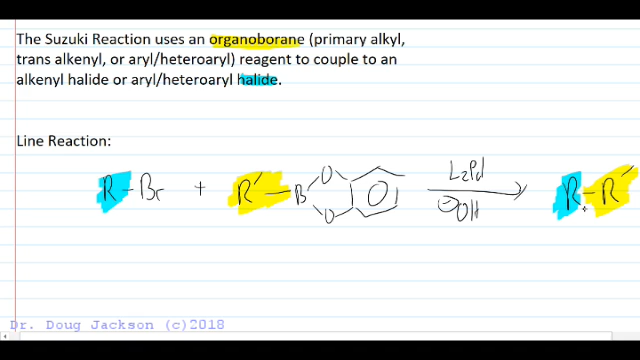 The Suzuki Reaction uses an organoborane (primary alkyl,
trans alkenyl, or aryl/heteroaryl) reagent to couple to an
alkenyl halide or aryl/heteroaryl halide.
Line Reaction:
R-Br + R'-B O O L2Pd ⊖OH R-R'
Dr. Doug Jackson (c)2018